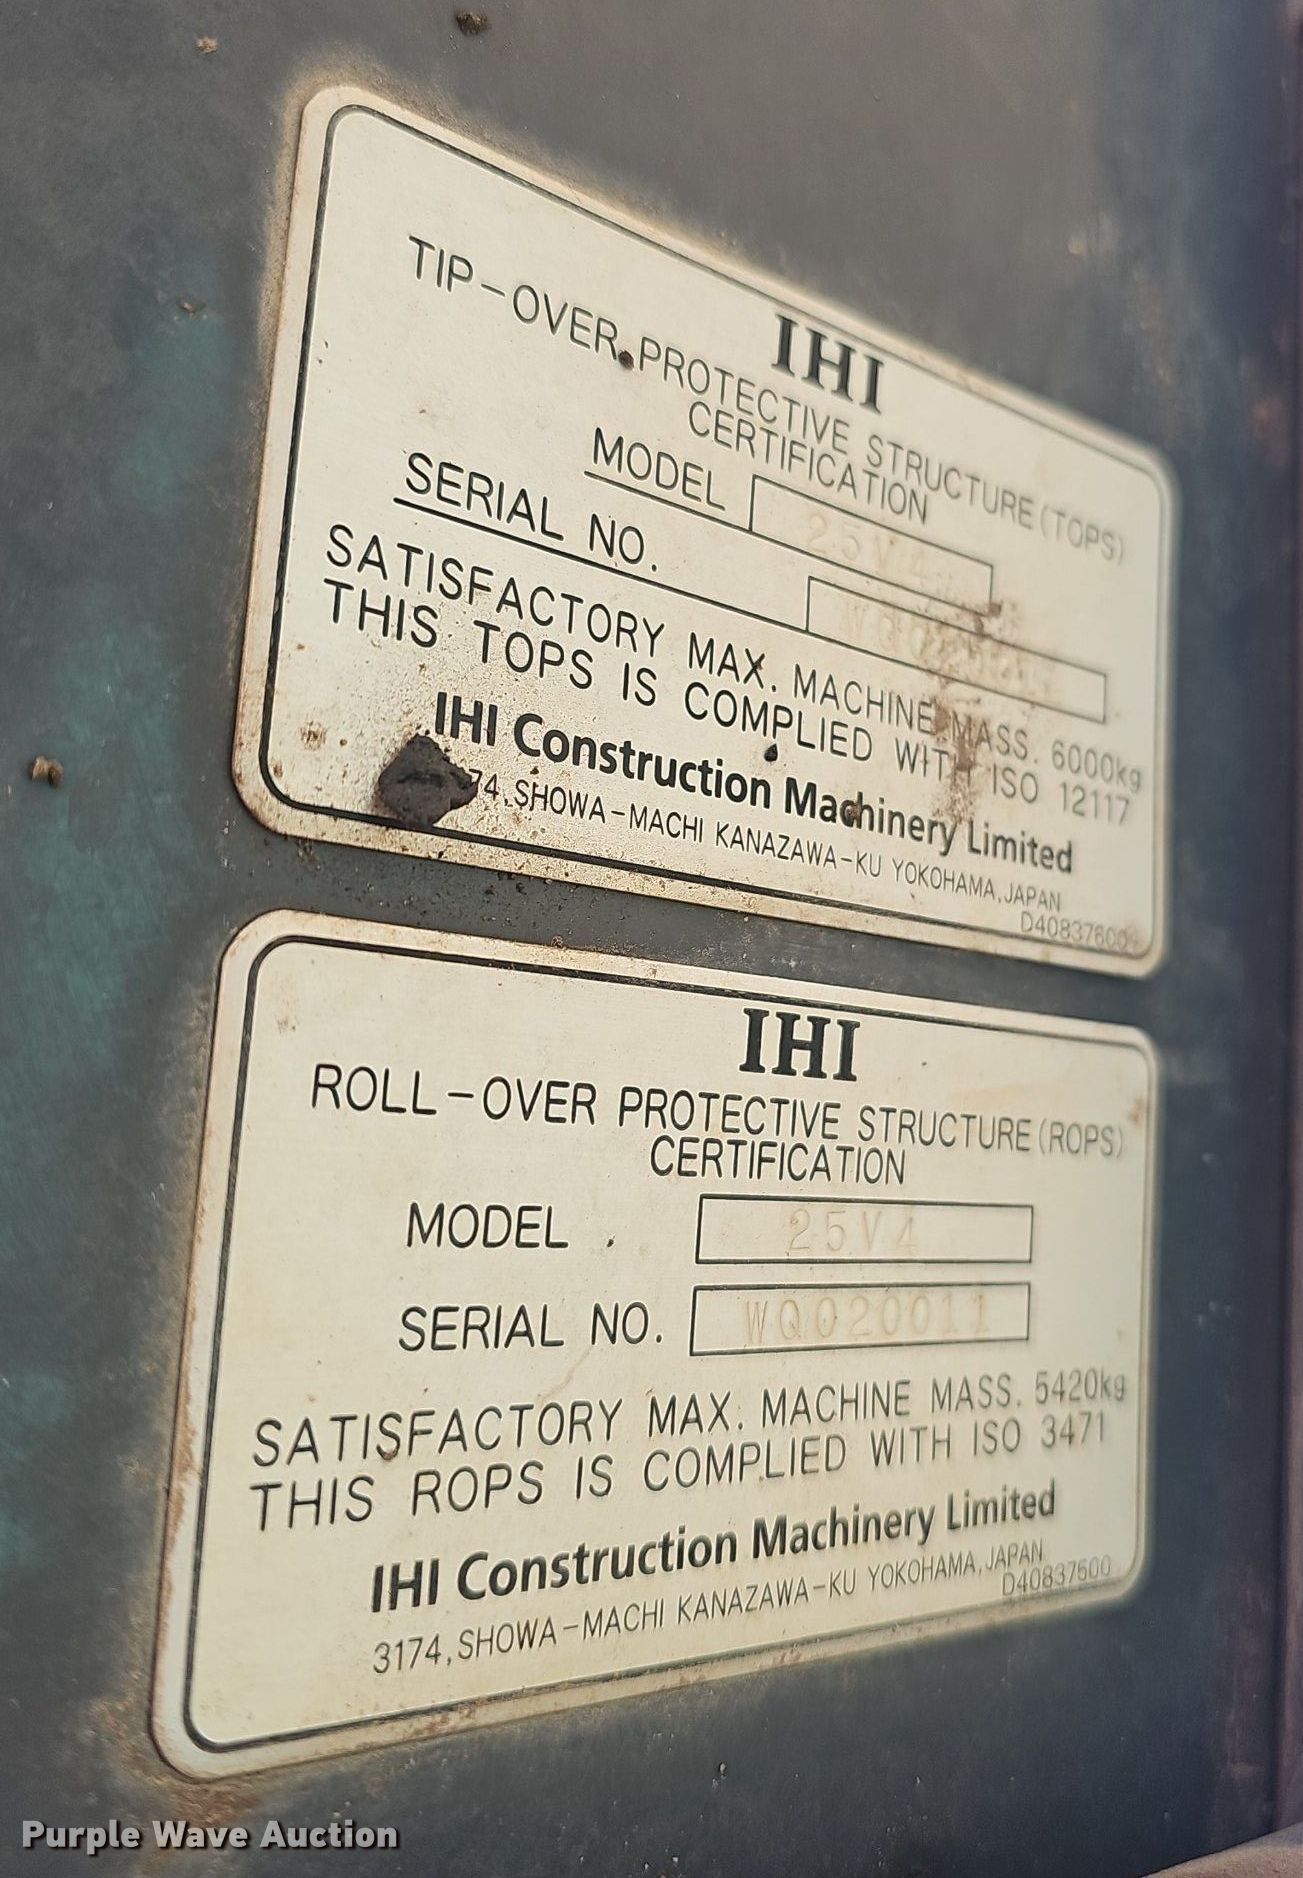 IHI
TIP-OVER PROTECTIVE STRUCTURE (TOPS)
CERTIFICATION
MODEL 25V4
SERIAL NO.
SATISFACTORY MAX. MACHINE MASS. 6000kg
THIS TOPS IS COMPLIED WITH ISO 12117
IHI Construction Machinery Limited
74, SHOWA-MACHI KANAZAWA-KU YOKOHAMA, JAPAN
IHI
ROLL-OVER PROTECTIVE STRUCTURE (ROPS)
CERTIFICATION
MODEL 25V4
SERIAL NO. WQ020011
SATISFACTORY MAX. MACHINE MASS. 5420kg
THIS ROPS IS COMPLIED WITH ISO 3471
IHI Construction Machinery Limited
3174, SHOWA-MACHI KANAZAWA-KU YOKOHAMA, JAPAN
D40837500
Purple Wave Auction